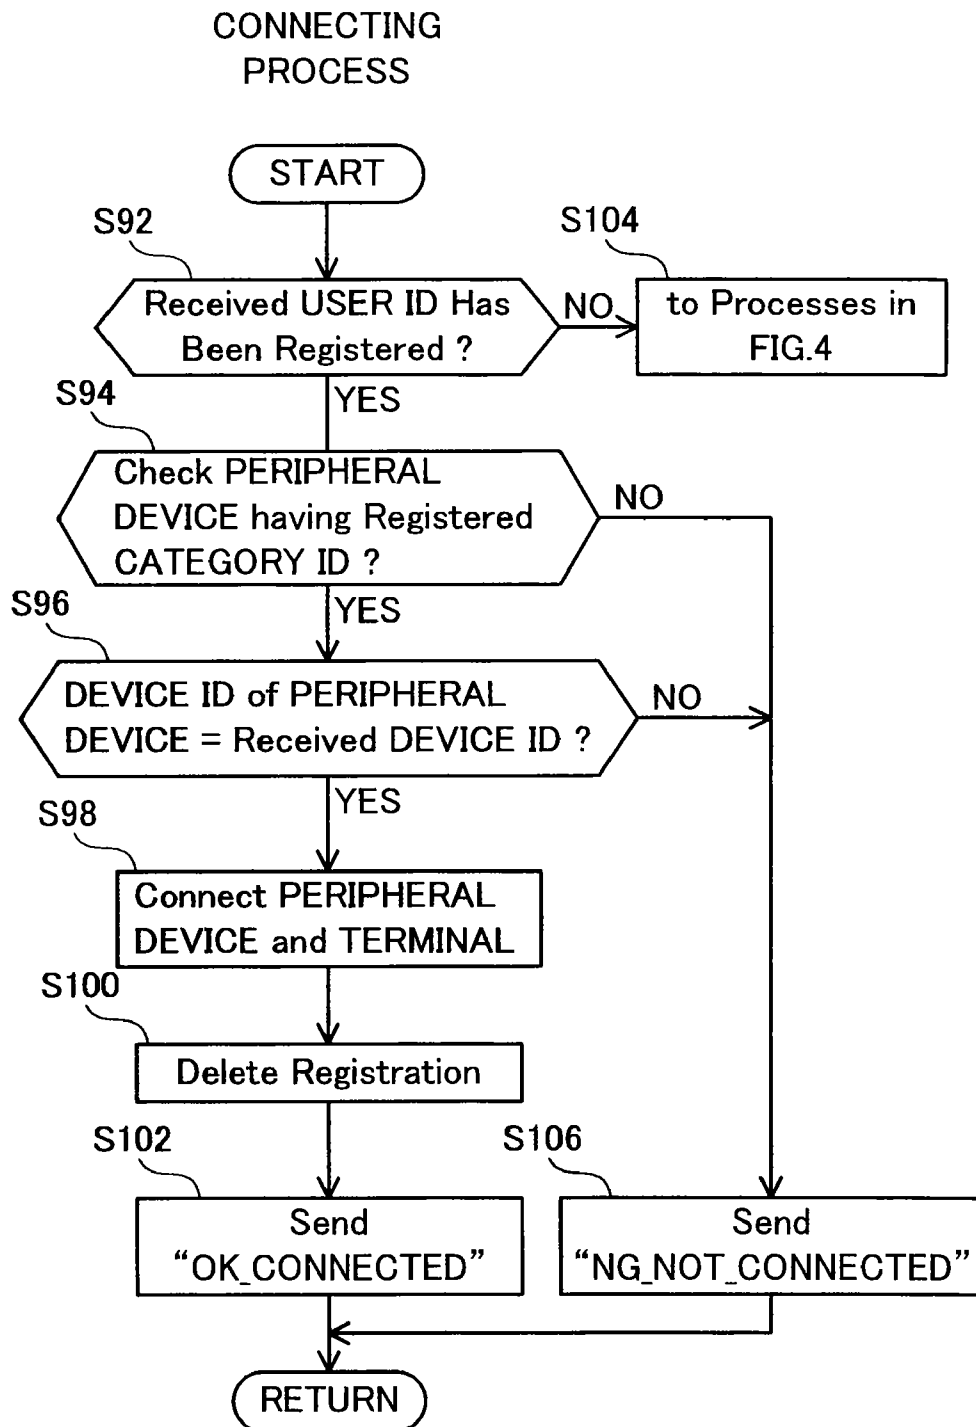 CONNECTING
PROCESS
START
S92
S104
Received USER ID Has
Been Registered ?
NO
to Processes in
FIG.4
YES
S94
Check PERIPHERAL
DEVICE having Registered
CATEGORY ID ?
NO
YES
S96
DEVICE ID of PERIPHERAL
DEVICE = Received DEVICE ID ?
NO
YES
S98
Connect PERIPHERAL
DEVICE and TERMINAL
S100
Delete Registration
S102
S106
Send
“OK_CONNECTED”
Send
“NG_NOT_CONNECTED”
RETURN